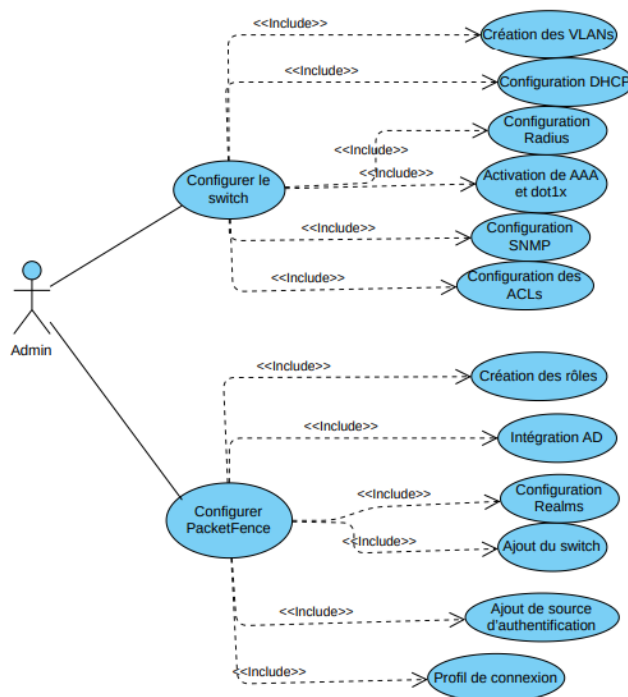 <<Include>>
Création des VLANs
<<Include>>
Configuration DHCP
Configuration
Radius
<<Include>>
Configurer le
switch
<<Include>>
Activation de AAA
et dot1x
<<Include>>
Configuration
SNMP
<<Include>>
Configuration des
ACLs
Admin
<<Include>>
Création des rôles
<<Include>>
Intégration AD
Configurer
PacketFence
<<Include>>
Configuration
Realms
<<Include>>
Ajout du switch
<<Include>>
Ajout de source
d'authentification
<<Include>>
Profil de connexion